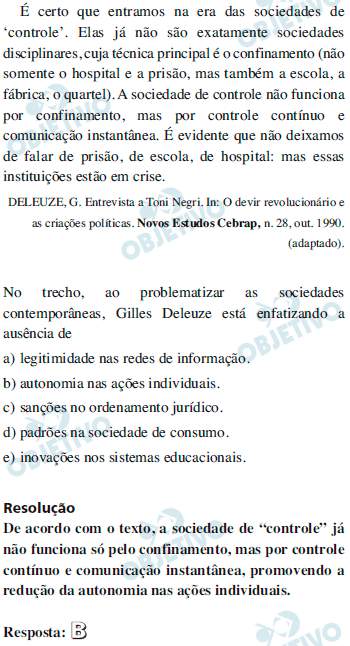 É certo que entramos na era das sociedades de
‘controle’. Elas já não são exatamente sociedades
disciplinares, cuja técnica principal é o confinamento (não
somente o hospital e a prisão, mas também a escola, a
fábrica, o quartel). A sociedade de controle não funciona
por confinamento, mas por controle contínuo e
comunicação instantânea. É evidente que não deixamos
de falar de prisão, de escola, de hospital: mas essas
instituições estão em crise.
DELEUZE, G. Entrevista a Toni Negri. In: O devir revolucionário e
as criações políticas. Novos Estudos Cebrap, n. 28, out. 1990.
(adaptado).
No trecho, ao problematizar as sociedades
contemporâneas, Gilles Deleuze está enfatizando a
ausência de
a) legitimidade nas redes de informação.
b) autonomia nas ações individuais.
c) sanções no ordenamento jurídico.
d) padrões na sociedade de consumo.
e) inovações nos sistemas educacionais.
Resolução
De acordo com o texto, a sociedade de “controle” já
não funciona só pelo confinamento, mas por controle
contínuo e comunicação instantânea, promovendo a
redução da autonomia nas ações individuais.
Resposta: B
OBJETIVO
OBJETIVO
OBJETIVO
OBJETIVO
OBJETIVO
OBJETIVO
OBJETIVO